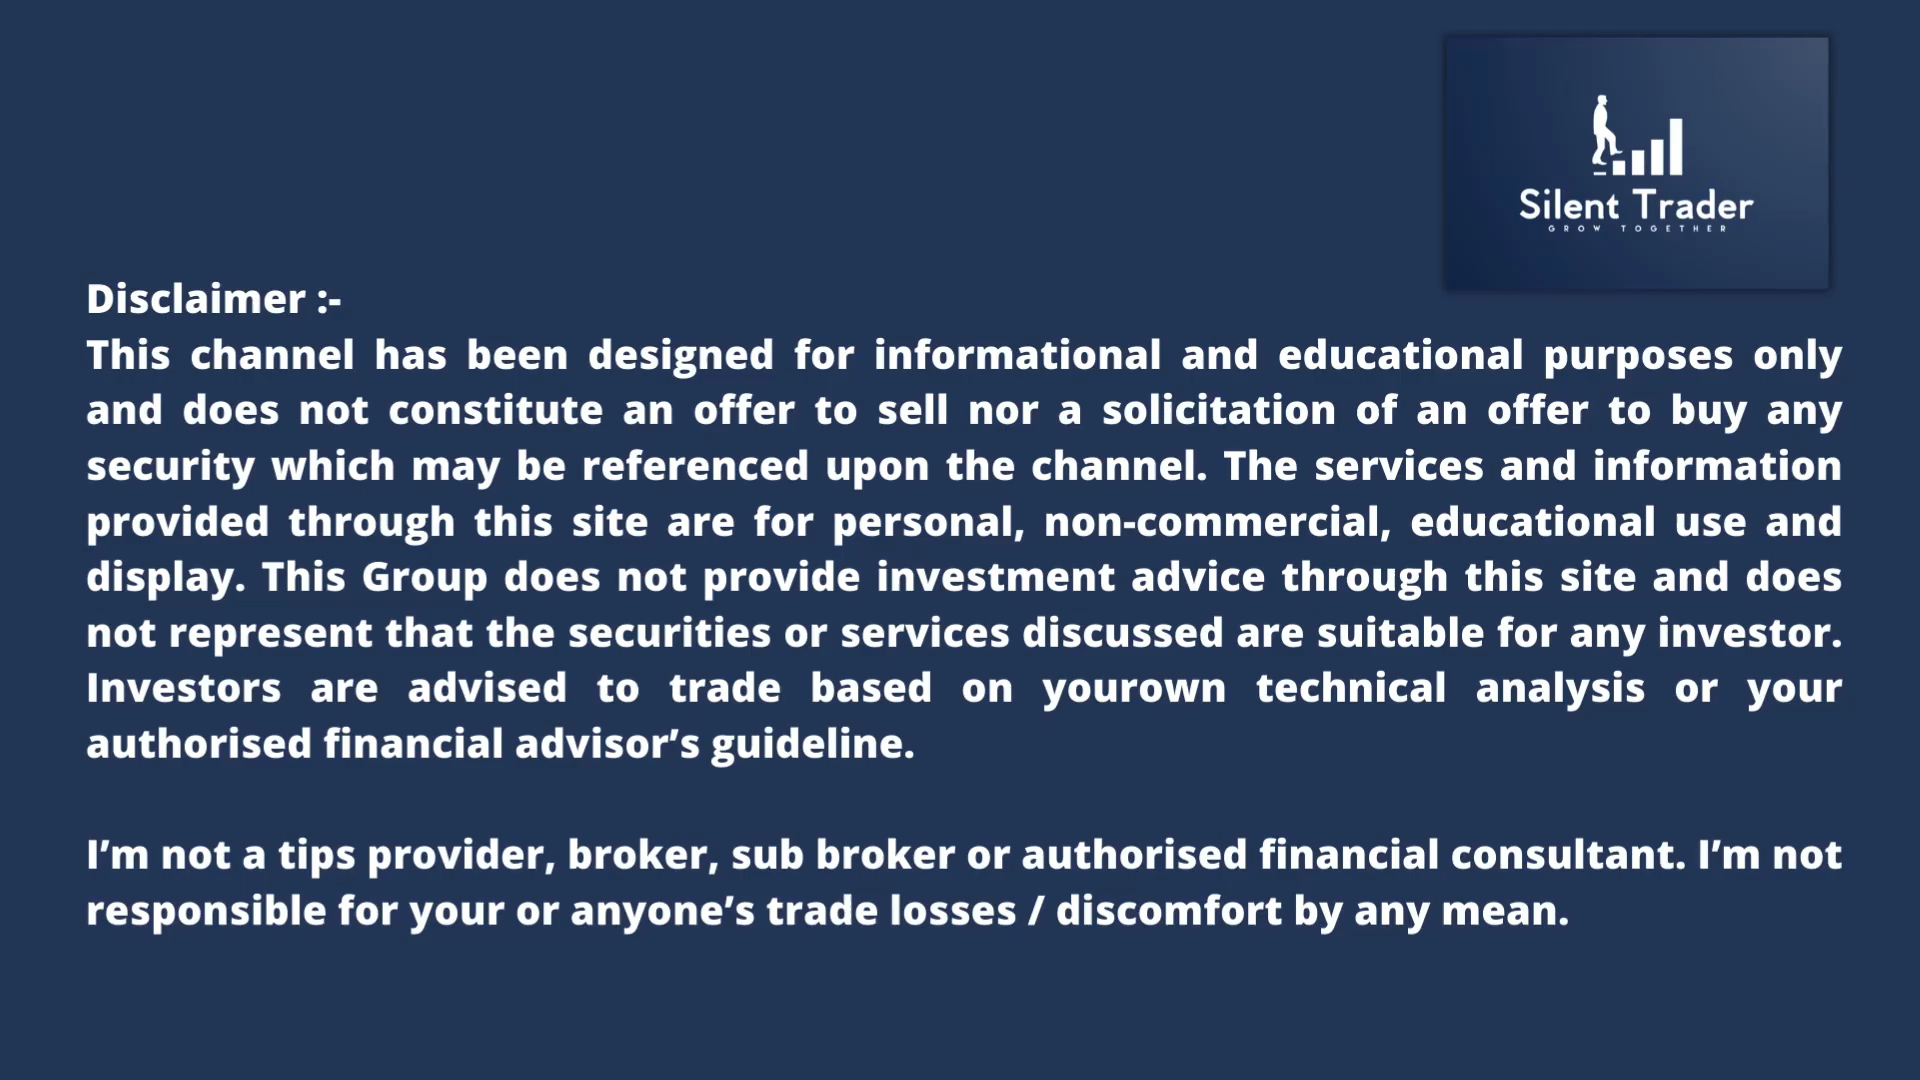 Silent Trader
GROW TOGETHER
Disclaimer :-
This channel has been designed for informational and educational purposes only
and does not constitute an offer to sell nor a solicitation of an offer to buy any
security which may be referenced upon the channel. The services and information
provided through this site are for personal, non-commercial, educational use and
display. This Group does not provide investment advice through this site and does
not represent that the securities or services discussed are suitable for any investor.
Investors are advised to trade based on yourown technical analysis or your
authorised financial advisor’s guideline.
I’m not a tips provider, broker, sub broker or authorised financial consultant. I’m not
responsible for your or anyone’s trade losses / discomfort by any mean.